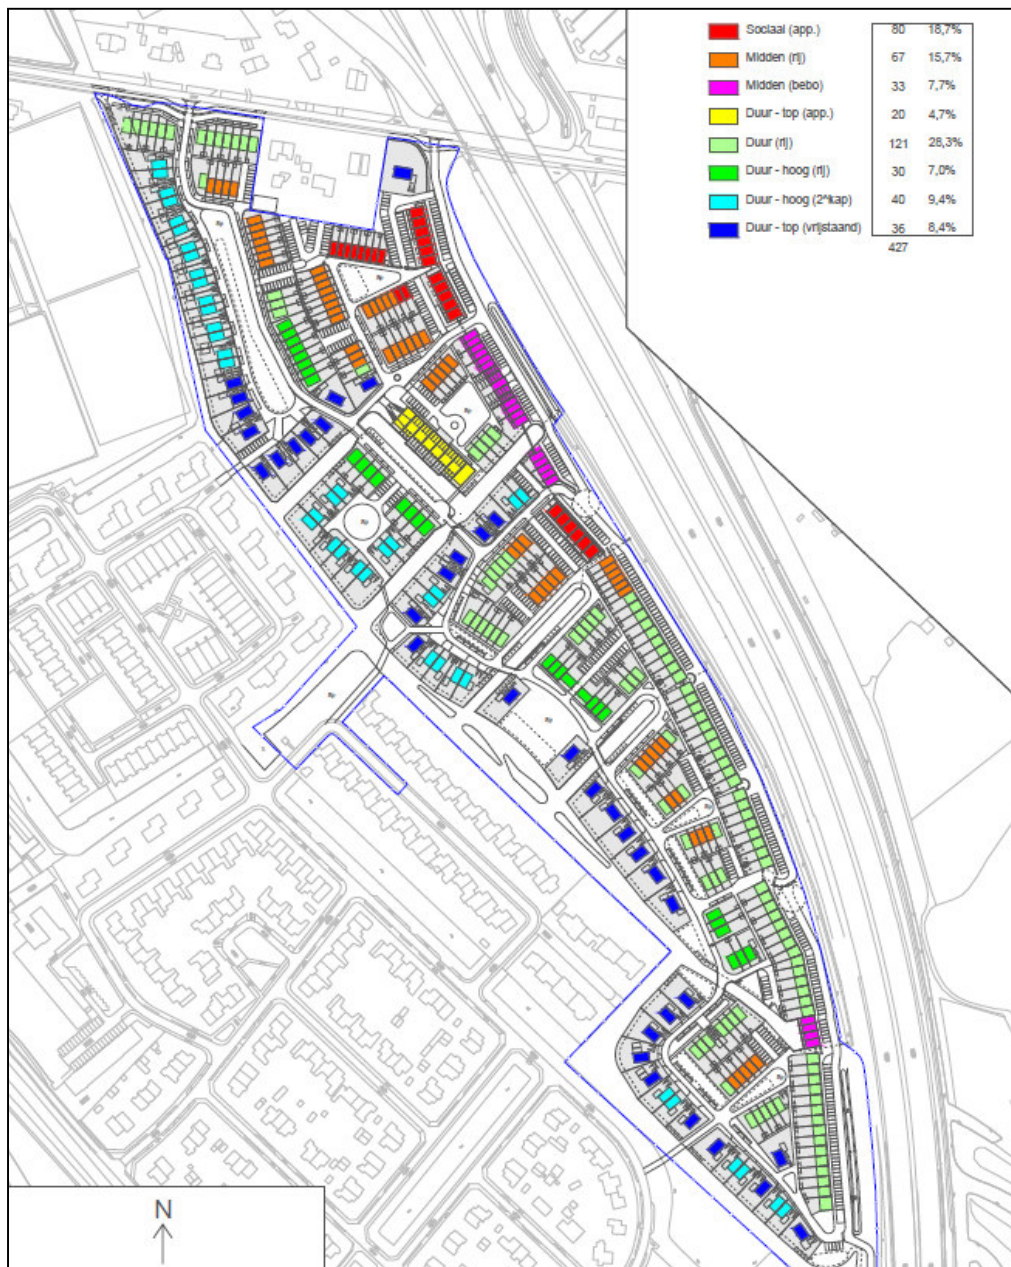 Sociaal (app.) 80 18,7%
Midden (rij) 67 15,7%
Midden (bebo) 33 7,7%
Duur - top (app.) 20 4,7%
Duur (rij) 121 28,3%
Duur - hoog (rij) 30 7,0%
Duur - hoog (2^kap) 40 9,4%
Duur - top (vrijstaand) 36 8,4%
427
N